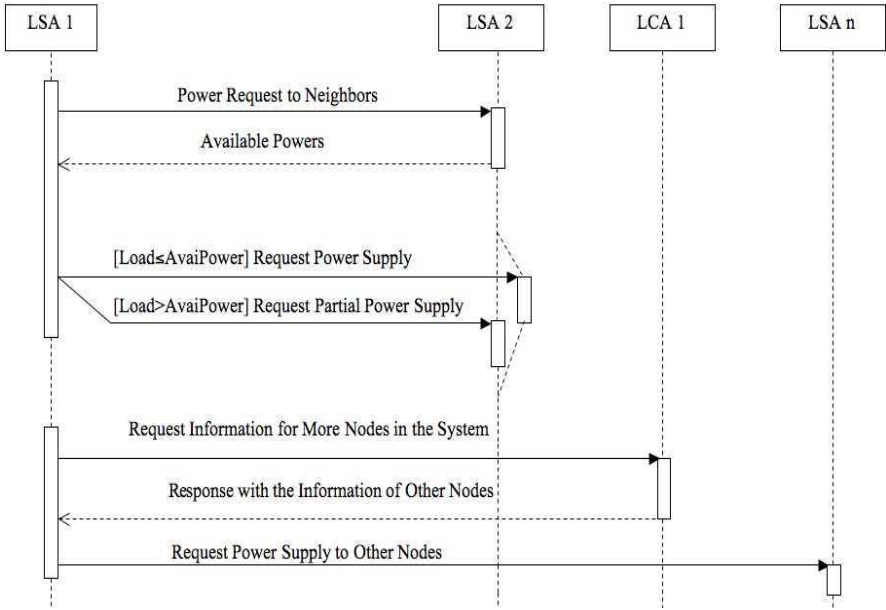 LSA 1
LSA 2
LCA 1
LSA n
Power Request to Neighbors
Available Powers
[Load≤AvaiPower] Request Power Supply
[Load>AvaiPower] Request Partial Power Supply
Request Information for More Nodes in the System
Response with the Information of Other Nodes
Request Power Supply to Other Nodes